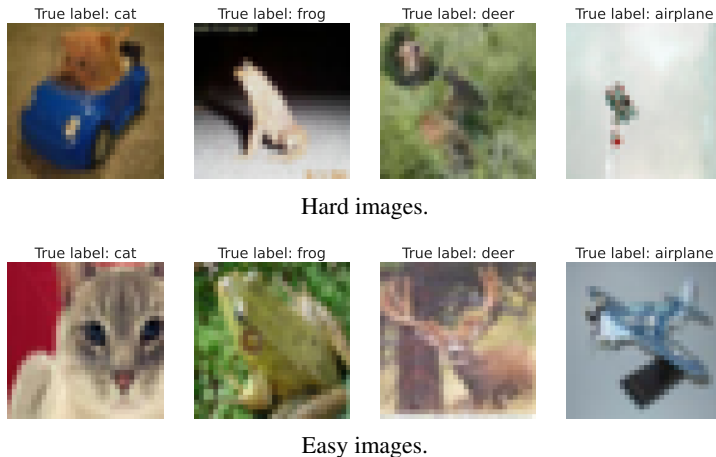 True label: cat
True label: frog
True label: deer
True label: airplane
Hard images.
True label: cat
True label: frog
True label: deer
True label: airplane
Easy images.